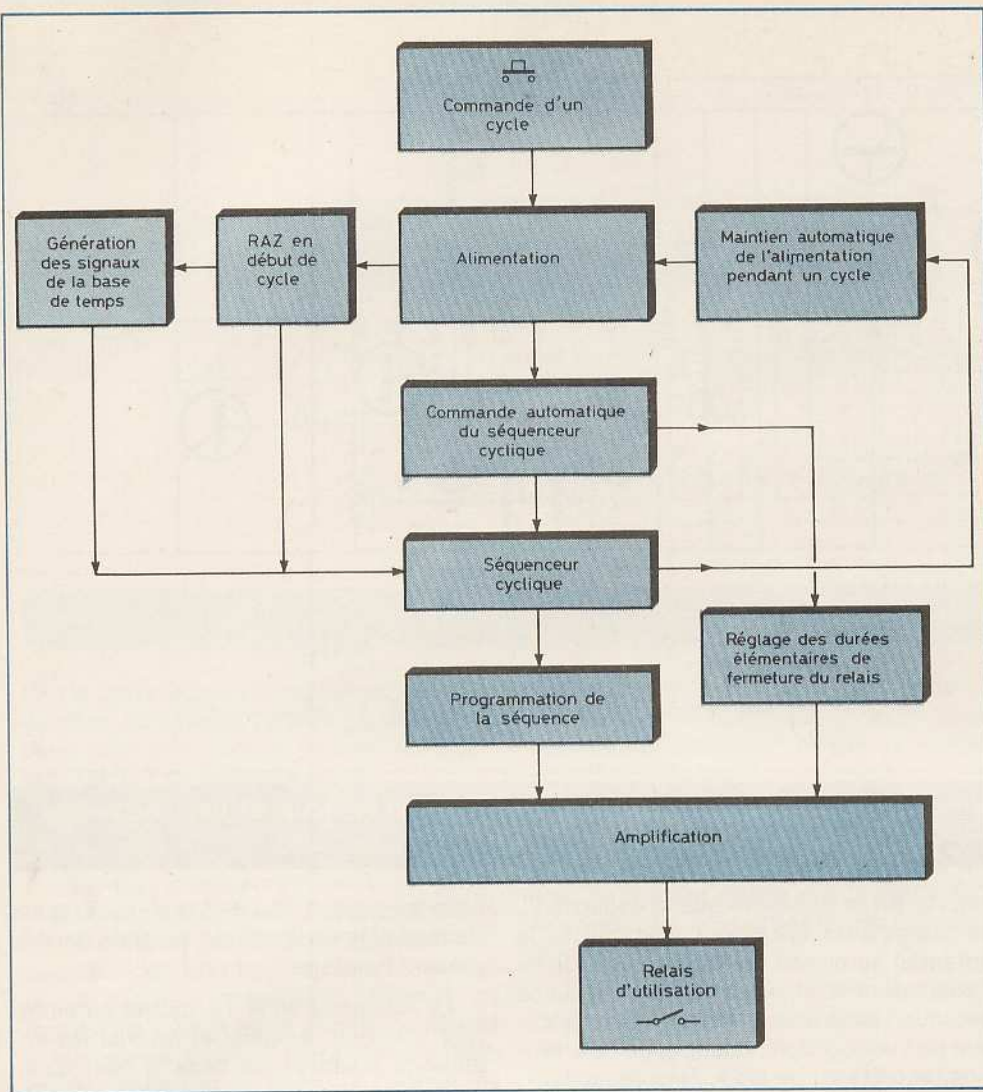 Commande d'un
cycle
Génération
des signaux
de la base
de temps
RAZ en
début de
cycle
Alimentation
Maintien automatique
de l'alimentation
pendant un cycle
Commande automatique
du séquenceur
cyclique
Séquenceur
cyclique
Réglage des durées
élémentaires de
fermeture du relais
Programmation de
la séquence
Amplification
Relais
d'utilisation